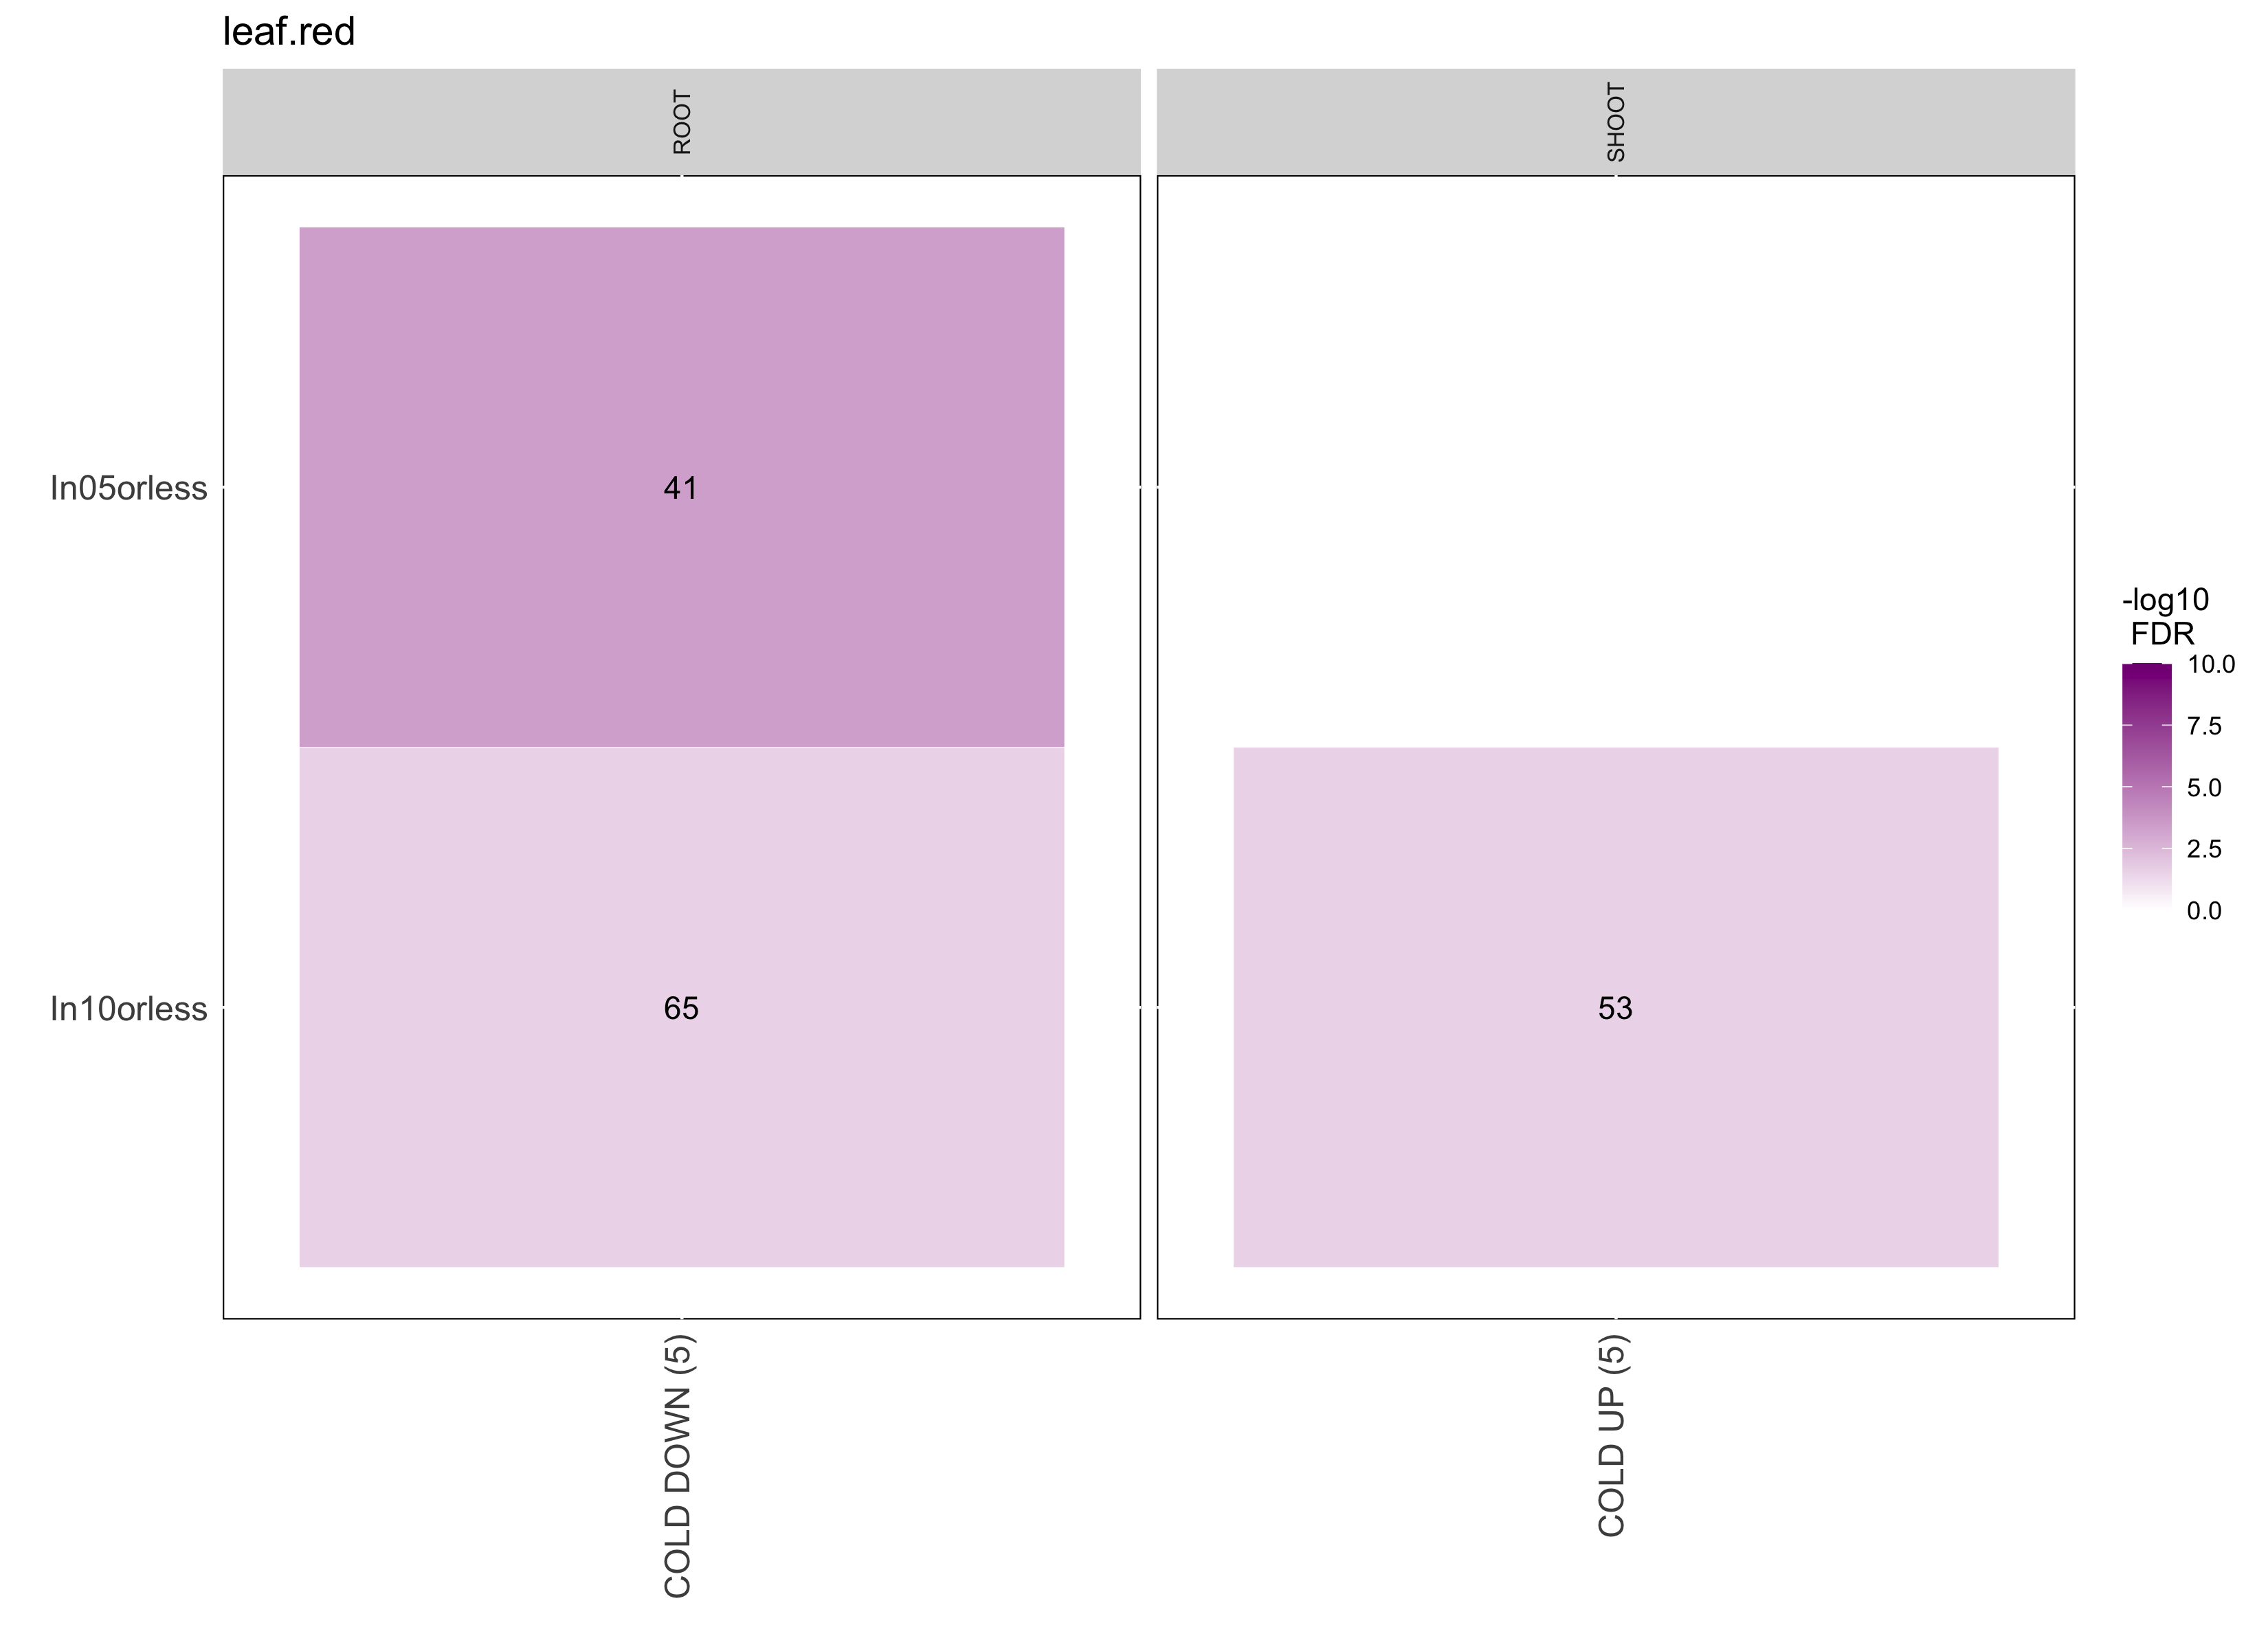 leaf.red
ROOT
SHOOT
In05orless
41
In10orless
65
53
COLD DOWN (5)
COLD UP (5)
-log10
FDR
10.0
7.5
5.0
2.5
0.0